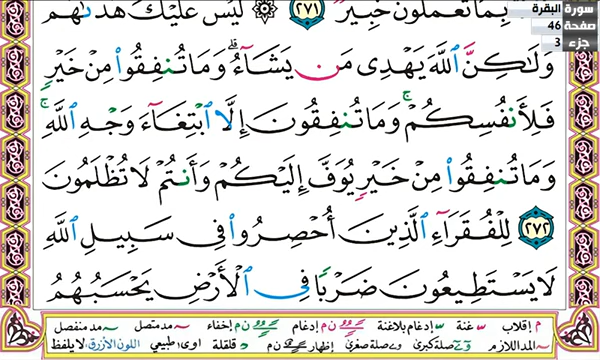 سورة البقرة
صفحة 46
جزء 3
بِمَا تَعْمَلُونَ خَبِيرٌ ٢٧١ ۞ لَّيْسَ عَلَيْكَ هُدَىٰهُمْ
وَلَٰكِنَّ ٱللَّهَ يَهْدِى مَن يَشَآءُ ۗ وَمَا تُنفِقُوا۟ مِنْ خَيْرٍ
فَلِأَنفُسِكُمْ ۚ وَمَا تُنفِقُونَ إِلَّا ٱبْتِغَآءَ وَجْهِ ٱللَّهِ ۚ
وَمَا تُنفِقُوا۟ مِنْ خَيْرٍ يُوَفَّ إِلَيْكُمْ وَأَنتُمْ لَا تُظْلَمُونَ
٢٧٢ لِلْفُقَرَآءِ ٱلَّذِينَ أُحْصِرُوا۟ فِى سَبِيلِ ٱللَّهِ
لَا يَسْتَطِيعُونَ ضَرْبًا فِى ٱلْأَرْضِ يَحْسَبُهُمُ
م إقلاب غنة إدغام بلاغنة ن م إدغام ن م إخفاء مد متصل مد منفصل
المد اللازم صلة كبرى صلة صغرى إظهار ن م قلقلة اوى طبيعي اللون الأزرق لا يلفظ